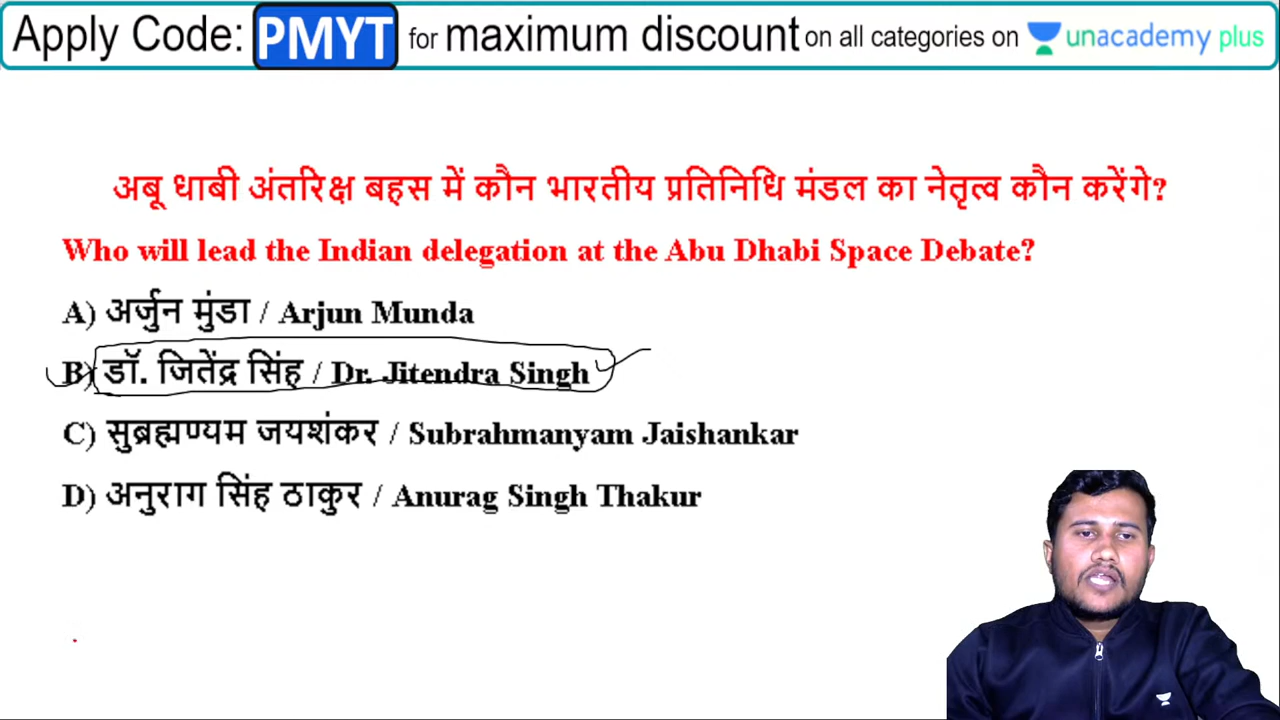 Apply Code: PMYT for maximum discount on all categories on unacademy plus
अबू धाबी अंतरिक्ष बहस में कौन भारतीय प्रतिनिधि मंडल का नेतृत्व कौन करेंगे?
Who will lead the Indian delegation at the Abu Dhabi Space Debate?
A) अर्जुन मुंडा / Arjun Munda
B) डॉ. जितेंद्र सिंह / Dr. Jitendra Singh
C) सुब्रह्मण्यम जयशंकर / Subrahmanyam Jaishankar
D) अनुराग सिंह ठाकुर / Anurag Singh Thakur